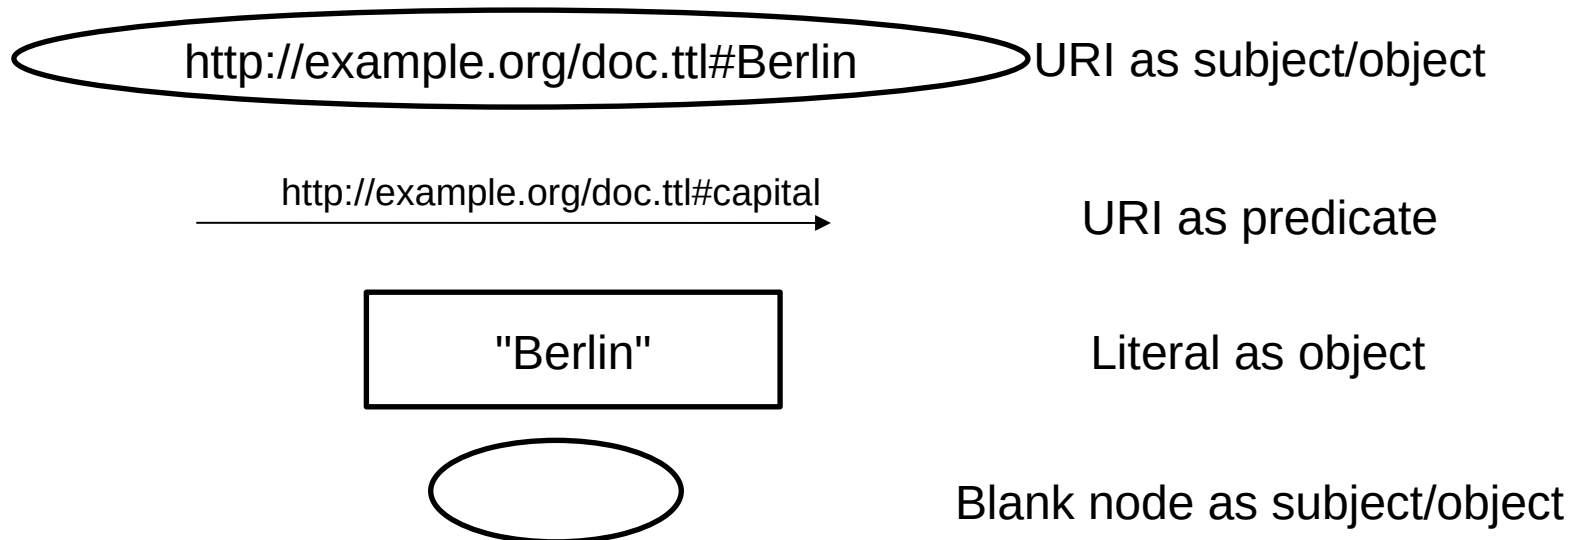 http://example.org/doc.ttl#Berlin URI as subject/object
http://example.org/doc.ttl#capital
URI as predicate
"Berlin" Literal as object
Blank node as subject/object